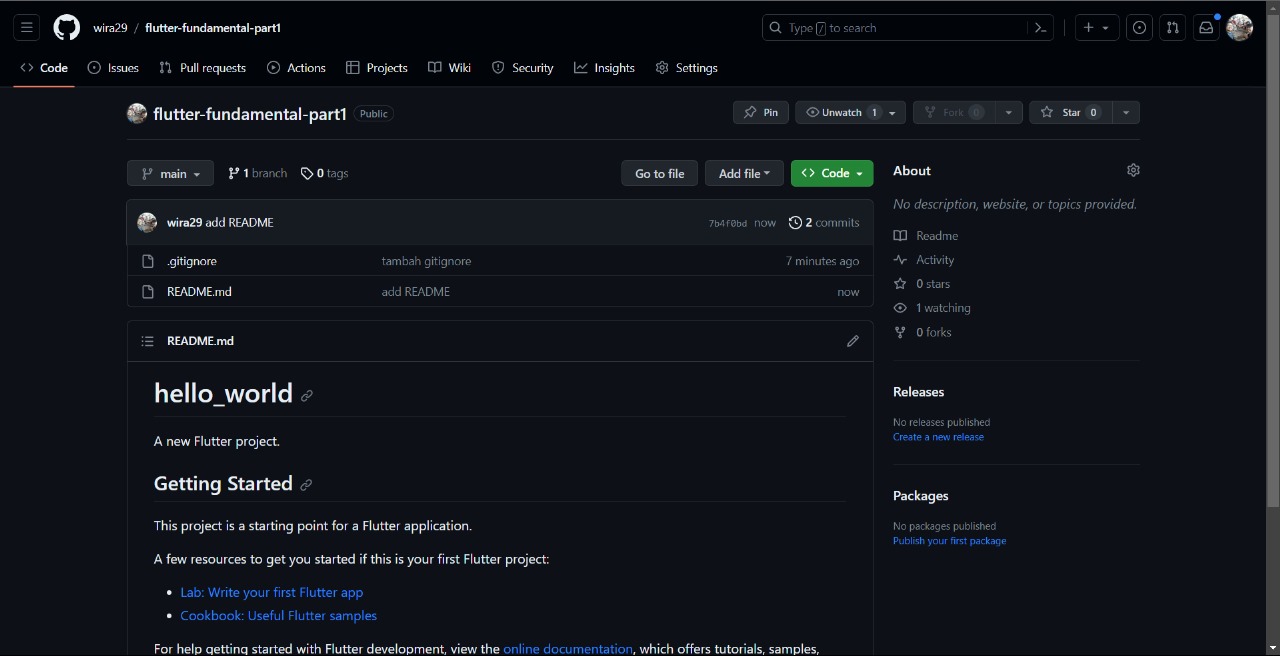 wira29 / flutter-fundamental-part1
Type / to search
Code Issues Pull requests Actions Projects Wiki Security Insights Settings
flutter-fundamental-part1 Public
Pin Unwatch 1 Fork 0 Star 0
main 1 branch 0 tags
Go to file Add file Code
wira29 add README 7b4f0bd now 2 commits
.gitignore tambah gitignore 7 minutes ago
README.md add README now
README.md
hello_world
A new Flutter project.
Getting Started
This project is a starting point for a Flutter application.
A few resources to get you started if this is your first Flutter project:
Lab: Write your first Flutter app
Cookbook: Useful Flutter samples
For help getting started with Flutter development, view the online documentation, which offers tutorials, samples,
About
No description, website, or topics provided.
Readme
Activity
0 stars
1 watching
0 forks
Releases
No releases published
Create a new release
Packages
No packages published
Publish your first package